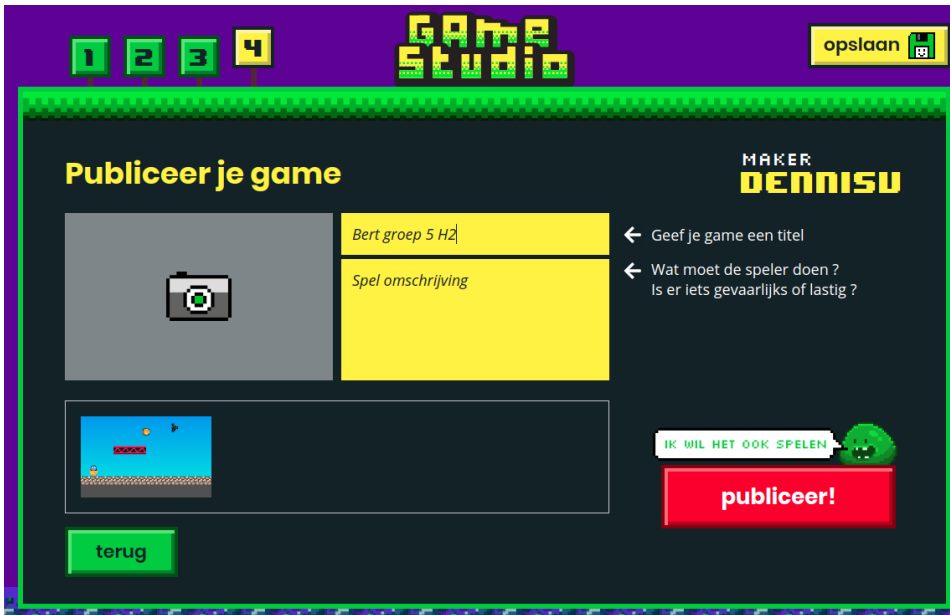 1 2 3 4
GAME
Studio
opslaan
Publiceer je game
MAKER
DENNISU
Bert groep 5 H2
Geef je game een titel
Spel omschrijving
Wat moet de speler doen ?
Is er iets gevaarlijks of lastig ?
IK WIL HET OOK SPELEN
publiceer!
terug